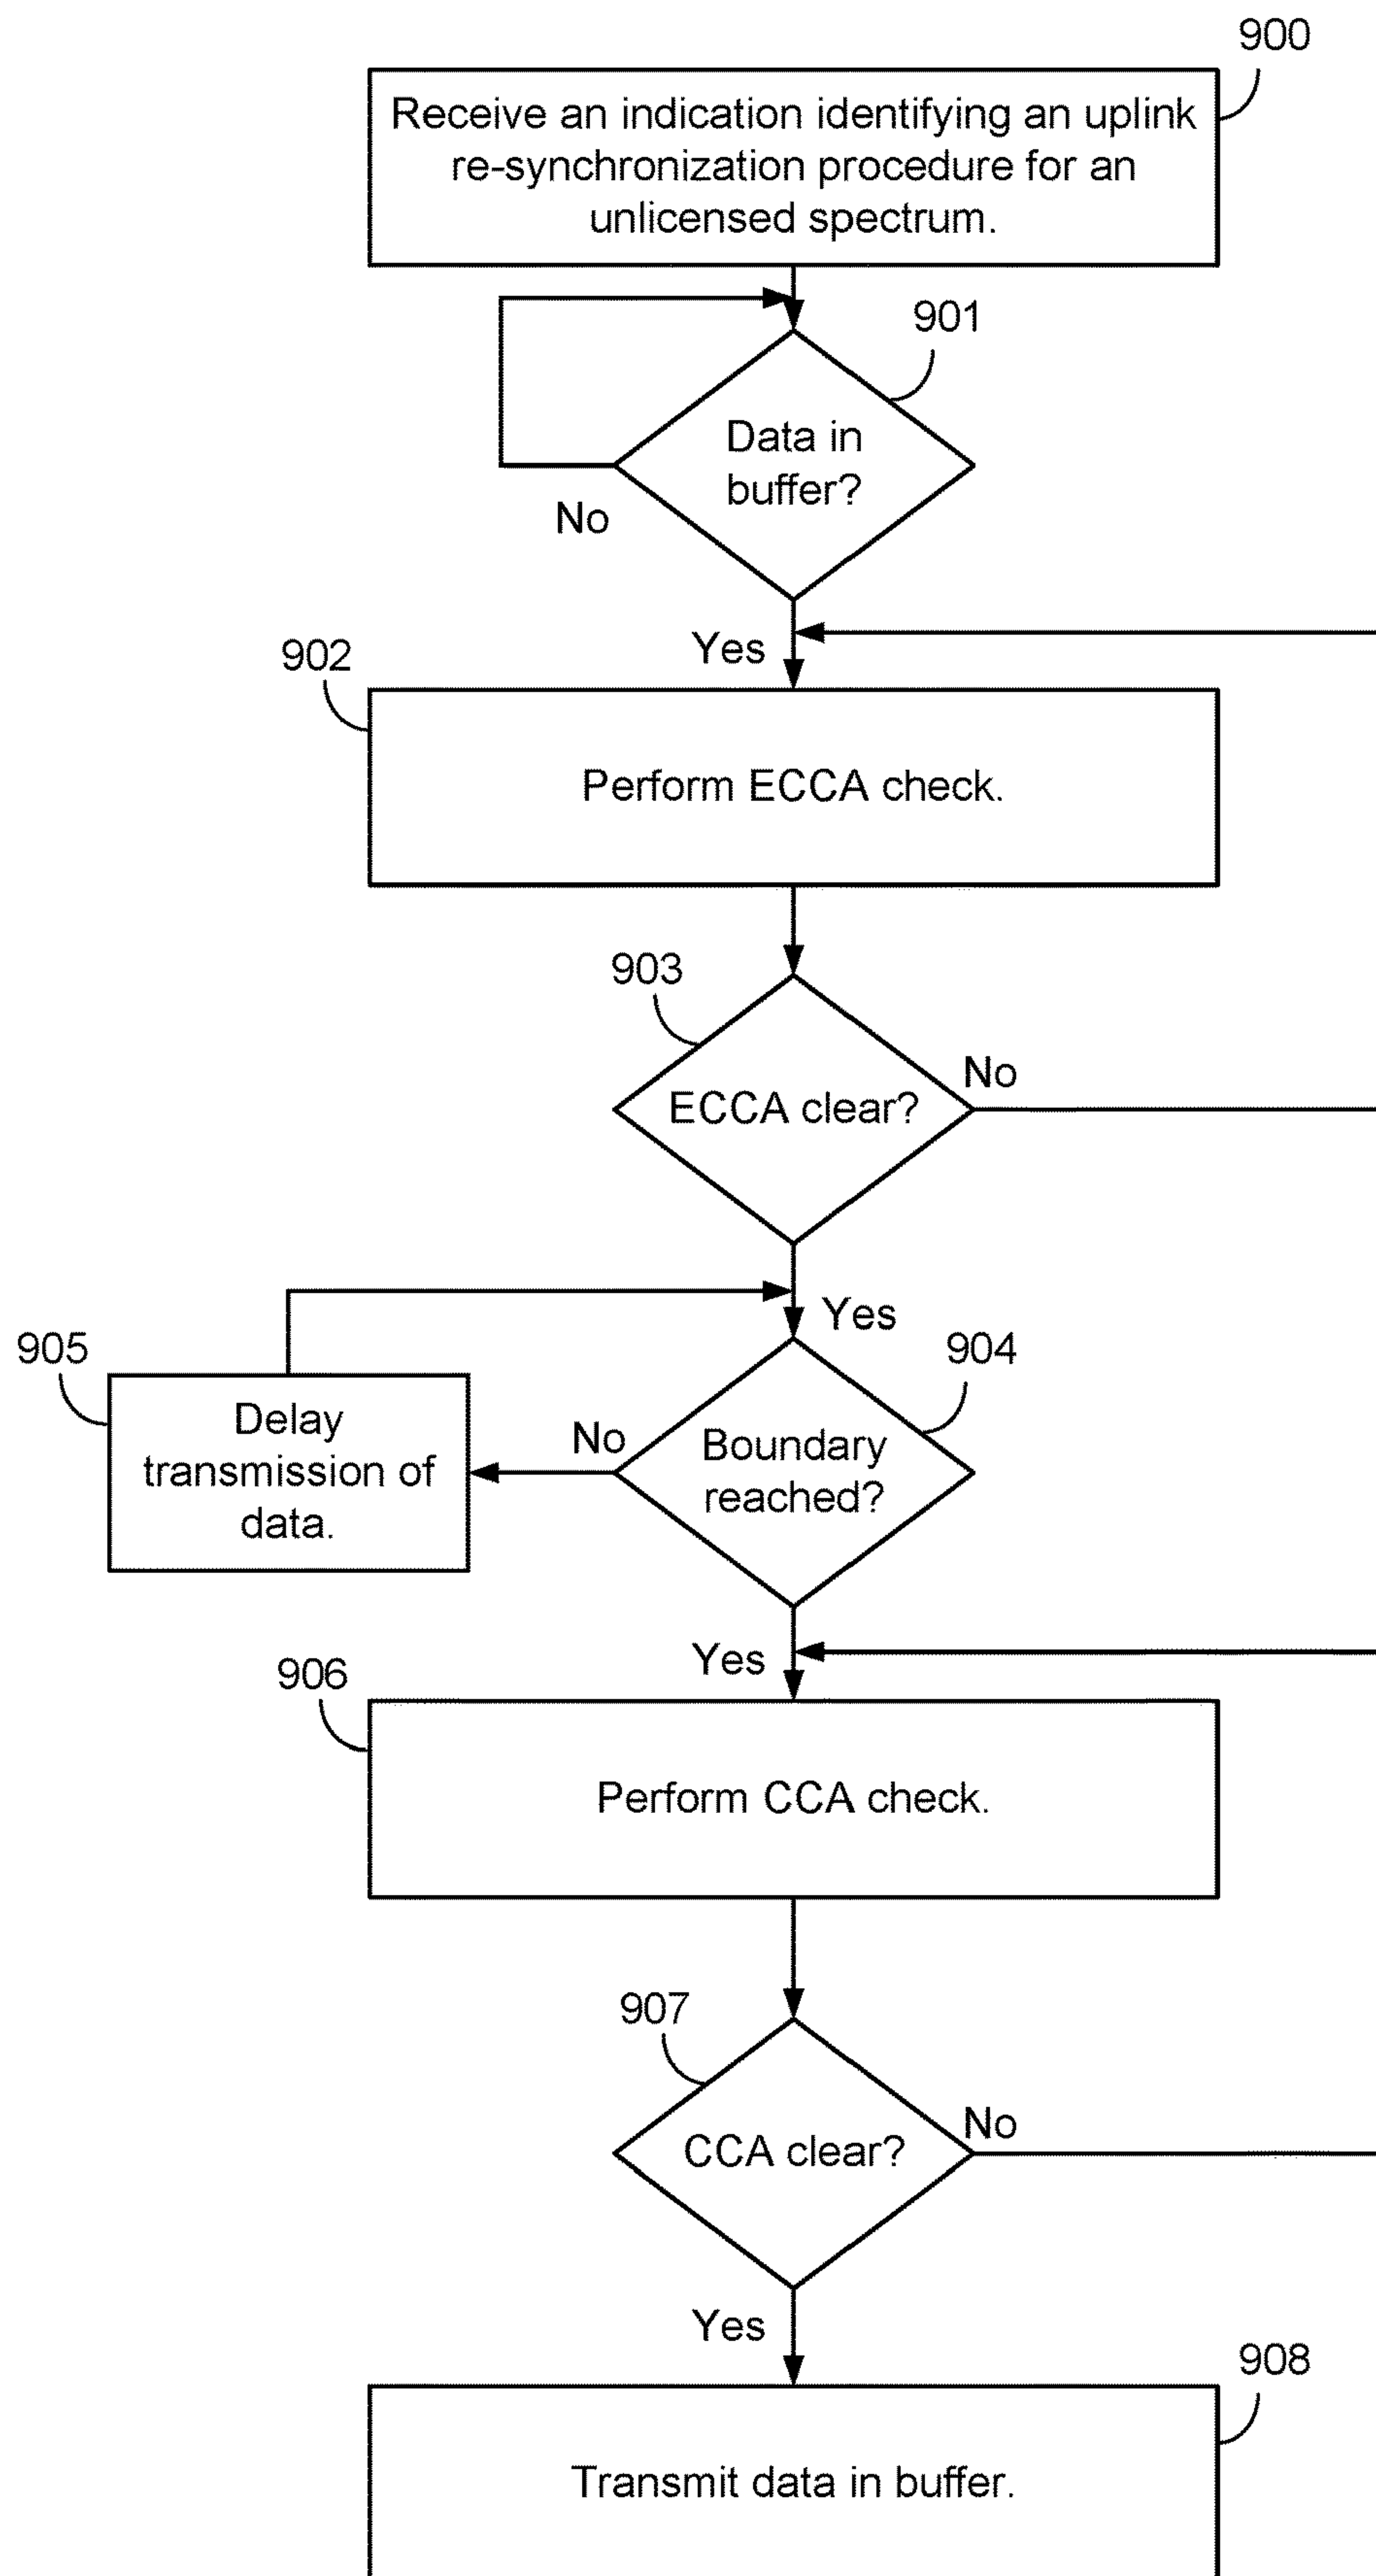 900
Receive an indication identifying an uplink
re-synchronization procedure for an
unlicensed spectrum.
901
Data in
buffer?
No
Yes
902
Perform ECCA check.
903
ECCA clear?
No
Yes
904
905
Delay
transmission of
data.
No
Boundary
reached?
Yes
906
Perform CCA check.
907
CCA clear?
No
Yes
908
Transmit data in buffer.